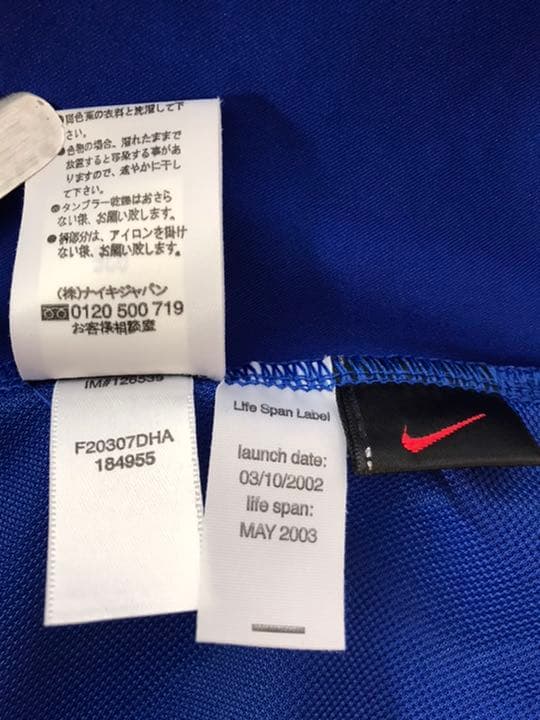 ●同色系の衣料と洗濯して下
さい。
●色物の場合、濡れたままで
放置すると移染する事があ
りますので、速やかに干し
て下さい。
●タンブラー乾燥はおさら
ない様、お願い致します。
●柄部分は、アイロンを掛け
ない様、お願い致します。
(株)ナイキジャパン
0120 500 719
お客様相談室
IM#126535
F20307DHA
184955
Life Span Label
launch date:
03/10/2002
life span:
MAY 2003